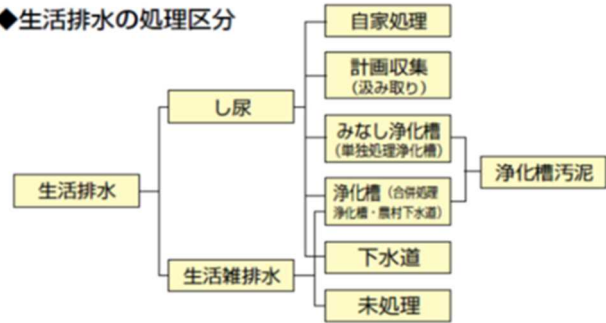 ◆生活排水の処理区分
自家処理
計画収集
(汲み取り)
し尿
みなし浄化槽
(単独処理浄化槽)
浄化槽汚泥
生活排水
浄化槽(合併処理
浄化槽・農村下水道)
下水道
生活雑排水
未処理